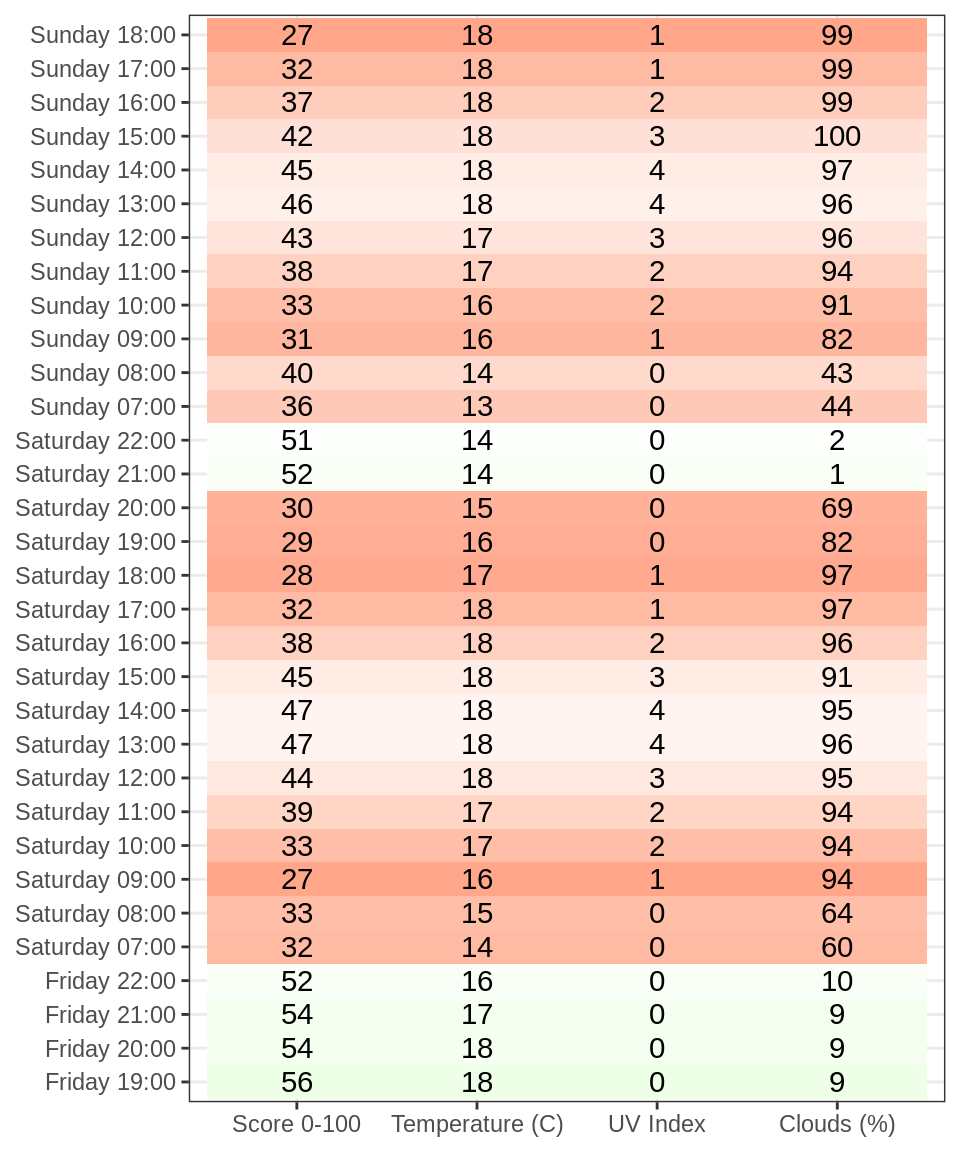 Sunday 18:00 27 18 1 99
Sunday 17:00 32 18 1 99
Sunday 16:00 37 18 2 99
Sunday 15:00 42 18 3 100
Sunday 14:00 45 18 4 97
Sunday 13:00 46 18 4 96
Sunday 12:00 43 17 3 96
Sunday 11:00 38 17 2 94
Sunday 10:00 33 16 2 91
Sunday 09:00 31 16 1 82
Sunday 08:00 40 14 0 43
Sunday 07:00 36 13 0 44
Saturday 22:00 51 14 0 2
Saturday 21:00 52 14 0 1
Saturday 20:00 30 15 0 69
Saturday 19:00 29 16 0 82
Saturday 18:00 28 17 1 97
Saturday 17:00 32 18 1 97
Saturday 16:00 38 18 2 96
Saturday 15:00 45 18 3 91
Saturday 14:00 47 18 4 95
Saturday 13:00 47 18 4 96
Saturday 12:00 44 18 3 95
Saturday 11:00 39 17 2 94
Saturday 10:00 33 17 2 94
Saturday 09:00 27 16 1 94
Saturday 08:00 33 15 0 64
Saturday 07:00 32 14 0 60
Friday 22:00 52 16 0 10
Friday 21:00 54 17 0 9
Friday 20:00 54 18 0 9
Friday 19:00 56 18 0 9
Score 0-100 Temperature (C) UV Index Clouds (%)